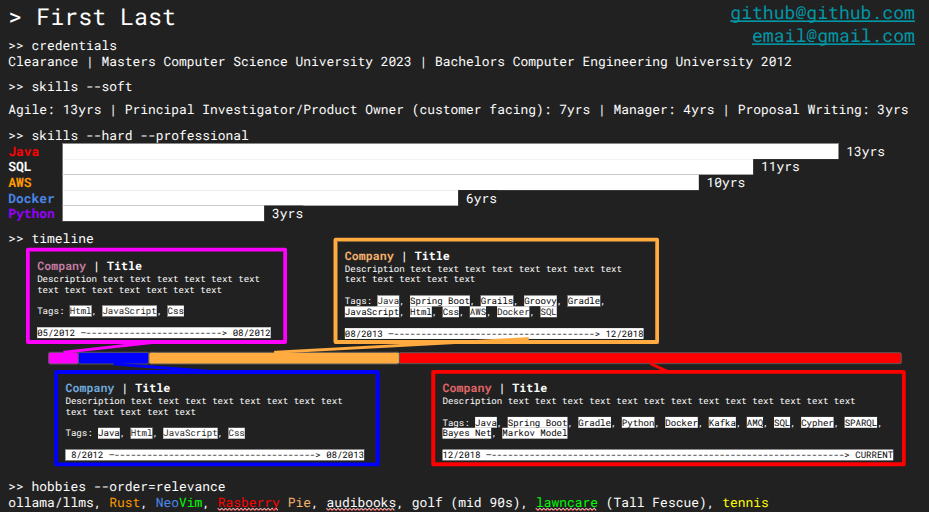 > First Last
github@github.com
email@gmail.com
>> credentials
Clearance | Masters Computer Science University 2023 | Bachelors Computer Engineering University 2012
>> skills --soft
Agile: 13yrs | Principal Investigator/Product Owner (customer facing): 7yrs | Manager: 4yrs | Proposal Writing: 3yrs
>> skills --hard --professional
Java 13yrs
SQL 11yrs
AWS 10yrs
Docker 6yrs
Python 3yrs
>> timeline
Company | Title
Description text text text text text text text
text text text text text text text
Tags: Html, JavaScript, Css
05/2012 ~-----------------------> 08/2012
Company | Title
Description text text text text text text text text
text text text text text text
Tags: Java, Spring Boot, Grails, Groovy, Gradle,
JavaScript, Html, Css, AWS, Docker, SQL
08/2013 ~-----------------------------------> 12/2018
Company | Title
Description text text text text text text text text
text text text text text text
Tags: Java, Html, JavaScript, Css
8/2012 ~-----------------------------------> 08/2013
Company | Title
Description text text text text text text text text text text text text
Tags: Java, Spring Boot, Gradle, Python, Docker, Kafka, AMQ, SQL, Cypher, SPARQL,
Bayes Net, Markov Model
12/2018 ~----------------------------------------------------------------> CURRENT
>> hobbies --order=relevance
ollama/llms, Rust, NeoVim, Rasberry Pie, audibooks, golf (mid 90s), lawncare (Tall Fescue), tennis